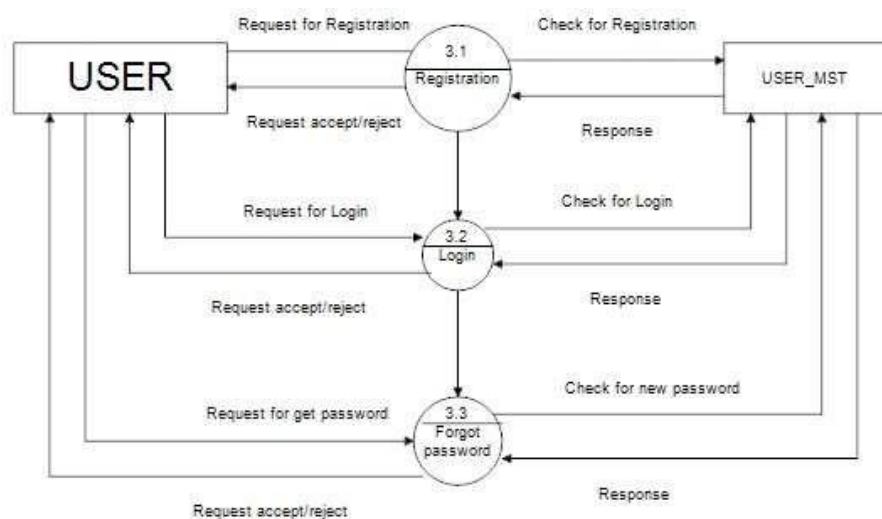 Request for Registration
Check for Registration
3.1
Registration
USER
USER_MST
Request accept/reject
Response
Request for Login
Check for Login
3.2
Login
Request accept/reject
Response
Check for new password
Request for get password
3.3
Forgot
password
Response
Request accept/reject